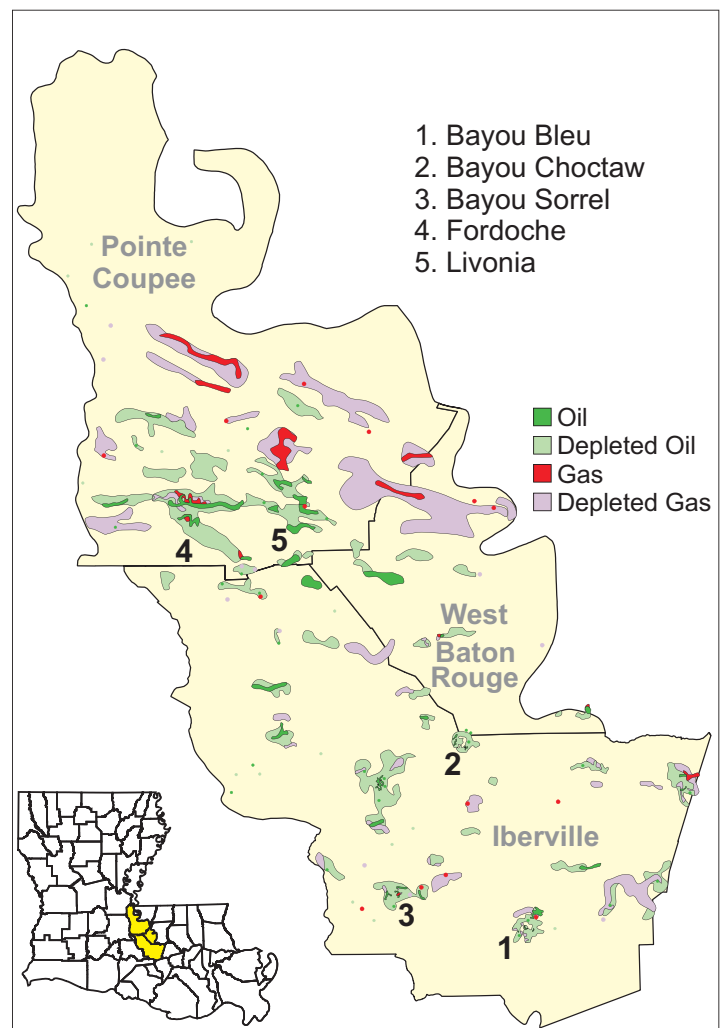 1. Bayou Bleu
2. Bayou Choctaw
3. Bayou Sorrel
4. Fordoche
5. Livonia
Pointe
Coupee
Oil
Depleted Oil
Gas
Depleted Gas
4
5
West
Baton
Rouge
2
Iberville
3
1